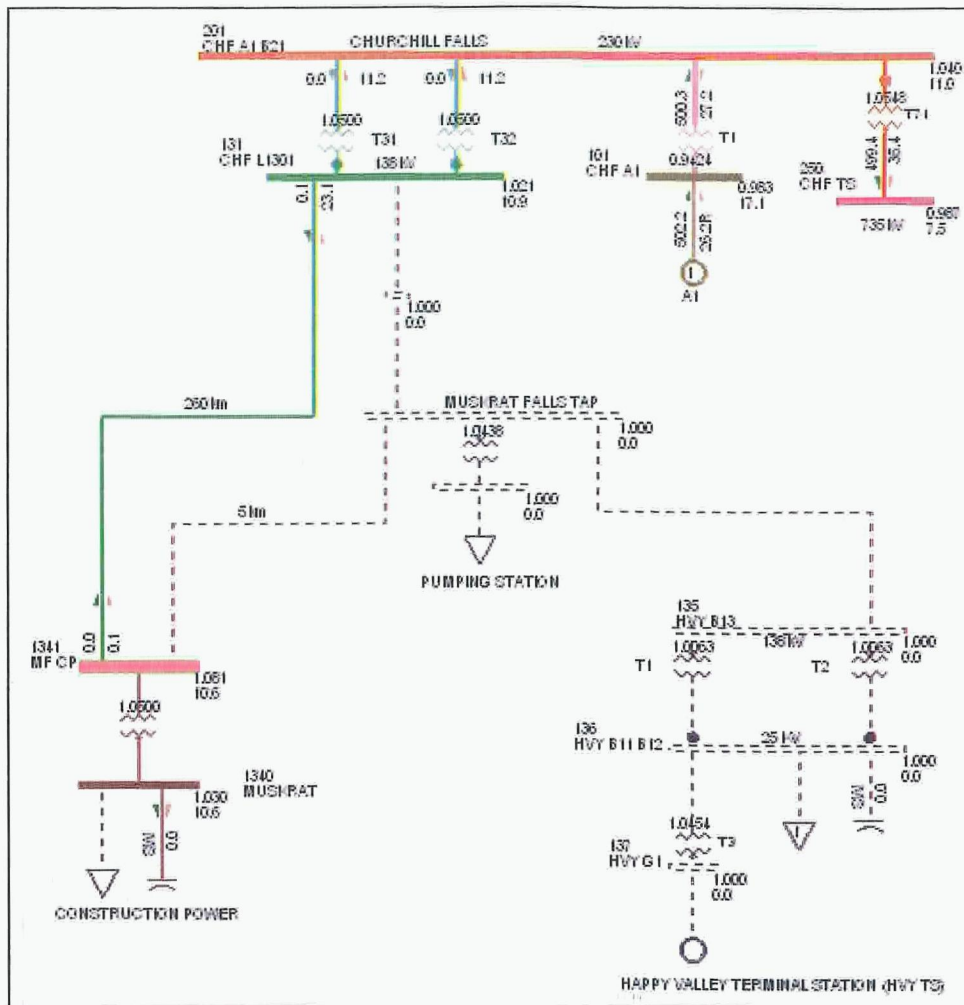 201
CHF A1 B21
CHURCHILL FALLS
230 kV
1.040
11.0
0.0
11.2
0.0
11.2
1.0500
T31
1.0500
T32
131
CHF L1301
138 kV
1.021
10.9
500.3
27.2
T1
0.9424
101
CHF A1
0.963
17.1
502.2
26.2R
1
A1
1.0548
T71
499.4
35.4
250
CHF TS
735 kV
0.987
7.5
0.1
23.1
1.000
0.0
260 km
MUSKRAT FALLS TAP
1.000
0.0
1.0438
1.000
0.0
5 km
PUMPING STATION
0.0
0.1
1341
MF CP
1.061
10.6
1.0500
1340
MUSKRAT
1.030
10.6
SW
0.0
CONSTRUCTION POWER
135
HVY B13
138 kV
1.000
0.0
T1
1.0063
1.0063
T2
136
HVY B11 B12
25 kV
1.000
0.0
1
SW
0.0
1.0454
T3
137
HVY G1
1.000
0.0
HAPPY VALLEY TERMINAL STATION (HVY TS)